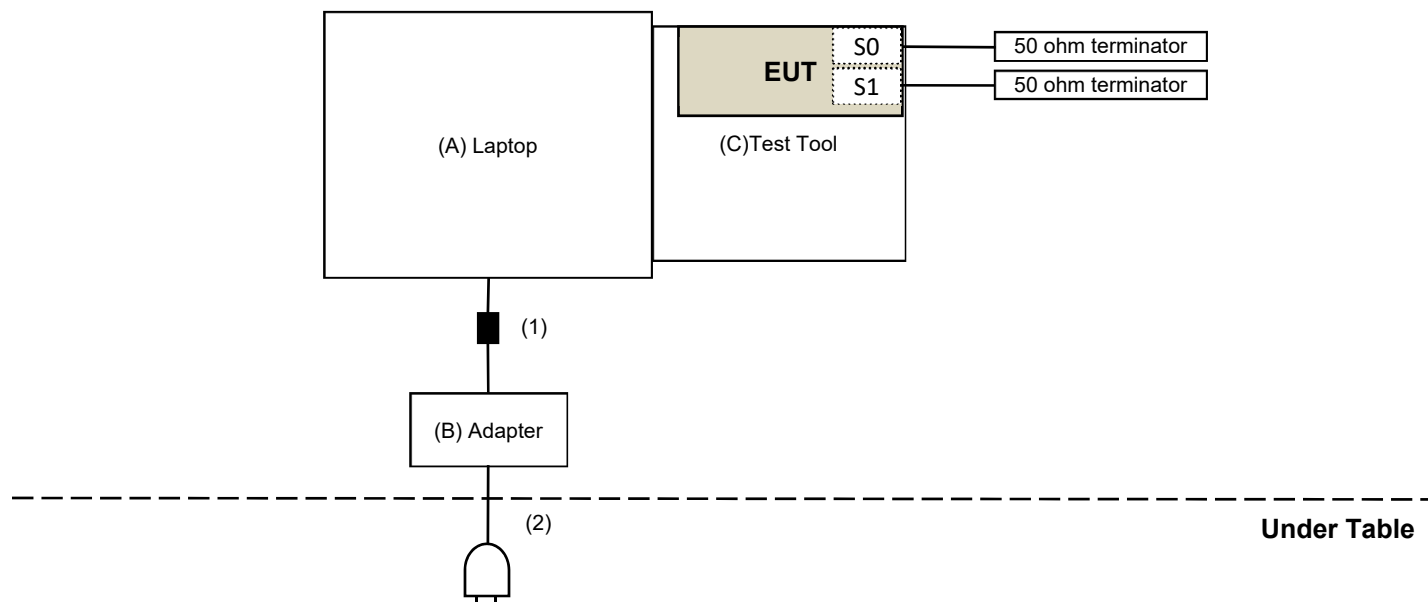 S0
50 ohm terminator
EUT
S1
50 ohm terminator
(A) Laptop
(C)Test Tool
(1)
(B) Adapter
(2)
Under Table